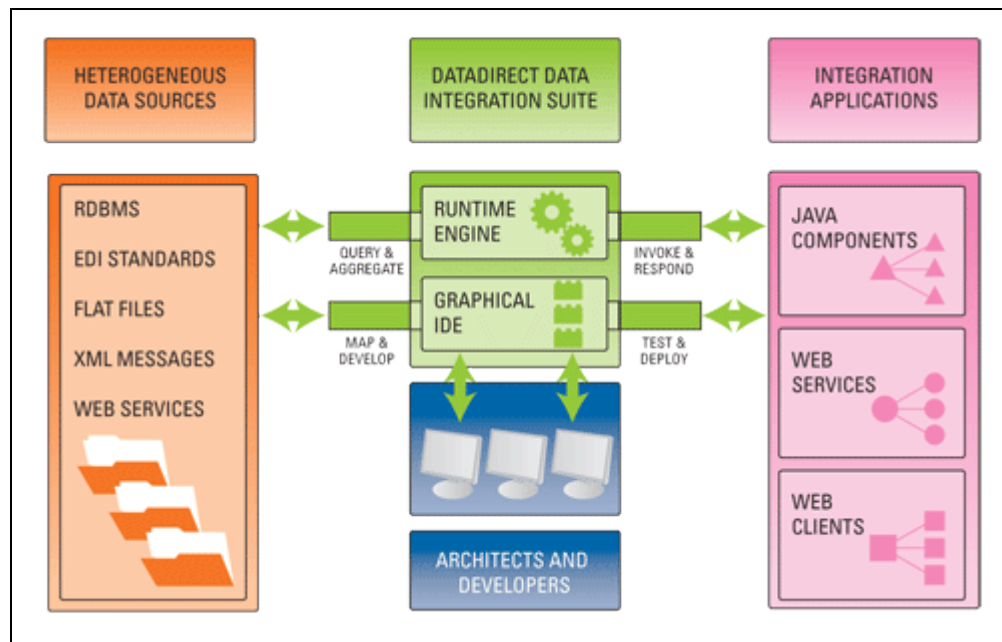 HETEROGENEOUS
DATA SOURCES
DATADIRECT DATA
INTEGRATION SUITE
INTEGRATION
APPLICATIONS
RDBMS
EDI STANDARDS
FLAT FILES
XML MESSAGES
WEB SERVICES
QUERY &
AGGREGATE
MAP &
DEVELOP
RUNTIME
ENGINE
GRAPHICAL
IDE
INVOKE &
RESPOND
TEST &
DEPLOY
ARCHITECTS AND
DEVELOPERS
JAVA
COMPONENTS
WEB
SERVICES
WEB
CLIENTS